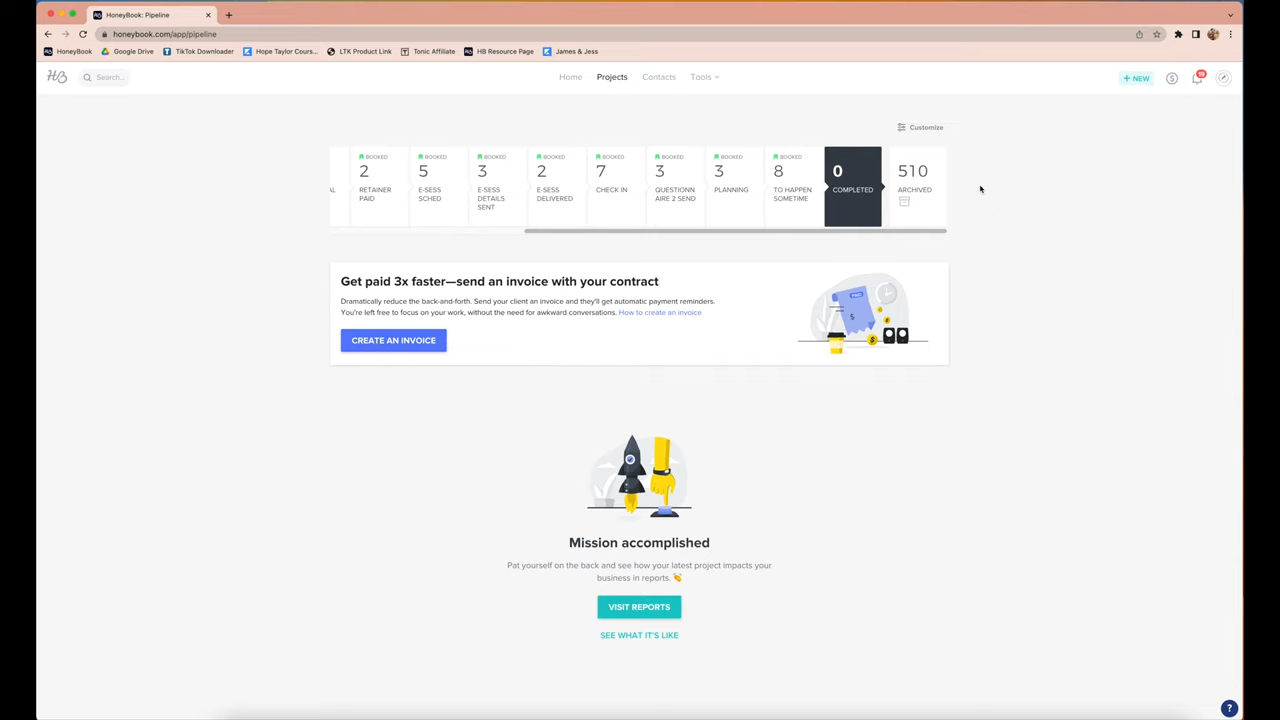 HoneyBook: Pipeline
honeybook.com/app/pipeline
HoneyBook
Google Drive
TikTok Downloader
Hope Taylor Cours...
LTK Product Link
Tonic Affiliate
HB Resource Page
James & Jess
HB
Search...
Home
Projects
Contacts
Tools
+ NEW
19
Customize
AL
BOOKED
2
RETAINER
PAID
BOOKED
5
E-SESS
SCHED
BOOKED
3
E-SESS
DETAILS
SENT
BOOKED
2
E-SESS
DELIVERED
BOOKED
7
CHECK IN
BOOKED
3
QUESTIONN
AIRE 2 SEND
BOOKED
3
PLANNING
BOOKED
8
TO HAPPEN
SOMETIME
0
COMPLETED
510
ARCHIVED
Get paid 3x faster—send an invoice with your contract
Dramatically reduce the back-and-forth. Send your client an invoice and they'll get automatic payment reminders.
You're left free to focus on your work, without the need for awkward conversations. How to create an invoice
CREATE AN INVOICE
Mission accomplished
Pat yourself on the back and see how your latest project impacts your
business in reports. 👏
VISIT REPORTS
SEE WHAT IT'S LIKE
?